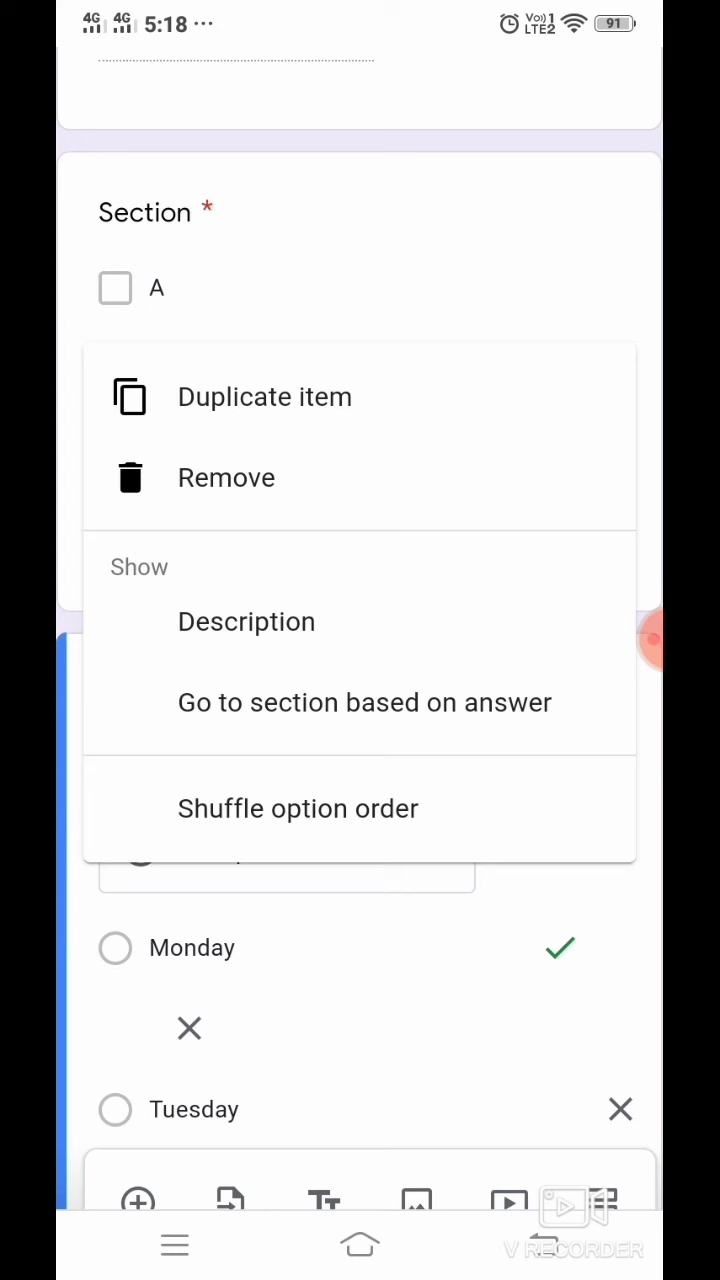 4G 4G 5:18 ... Vo)) 1 LTE2 91
Section *
A
Duplicate item
Remove
Show
Description
Go to section based on answer
Shuffle option order
Monday
Tuesday
V RECORDER